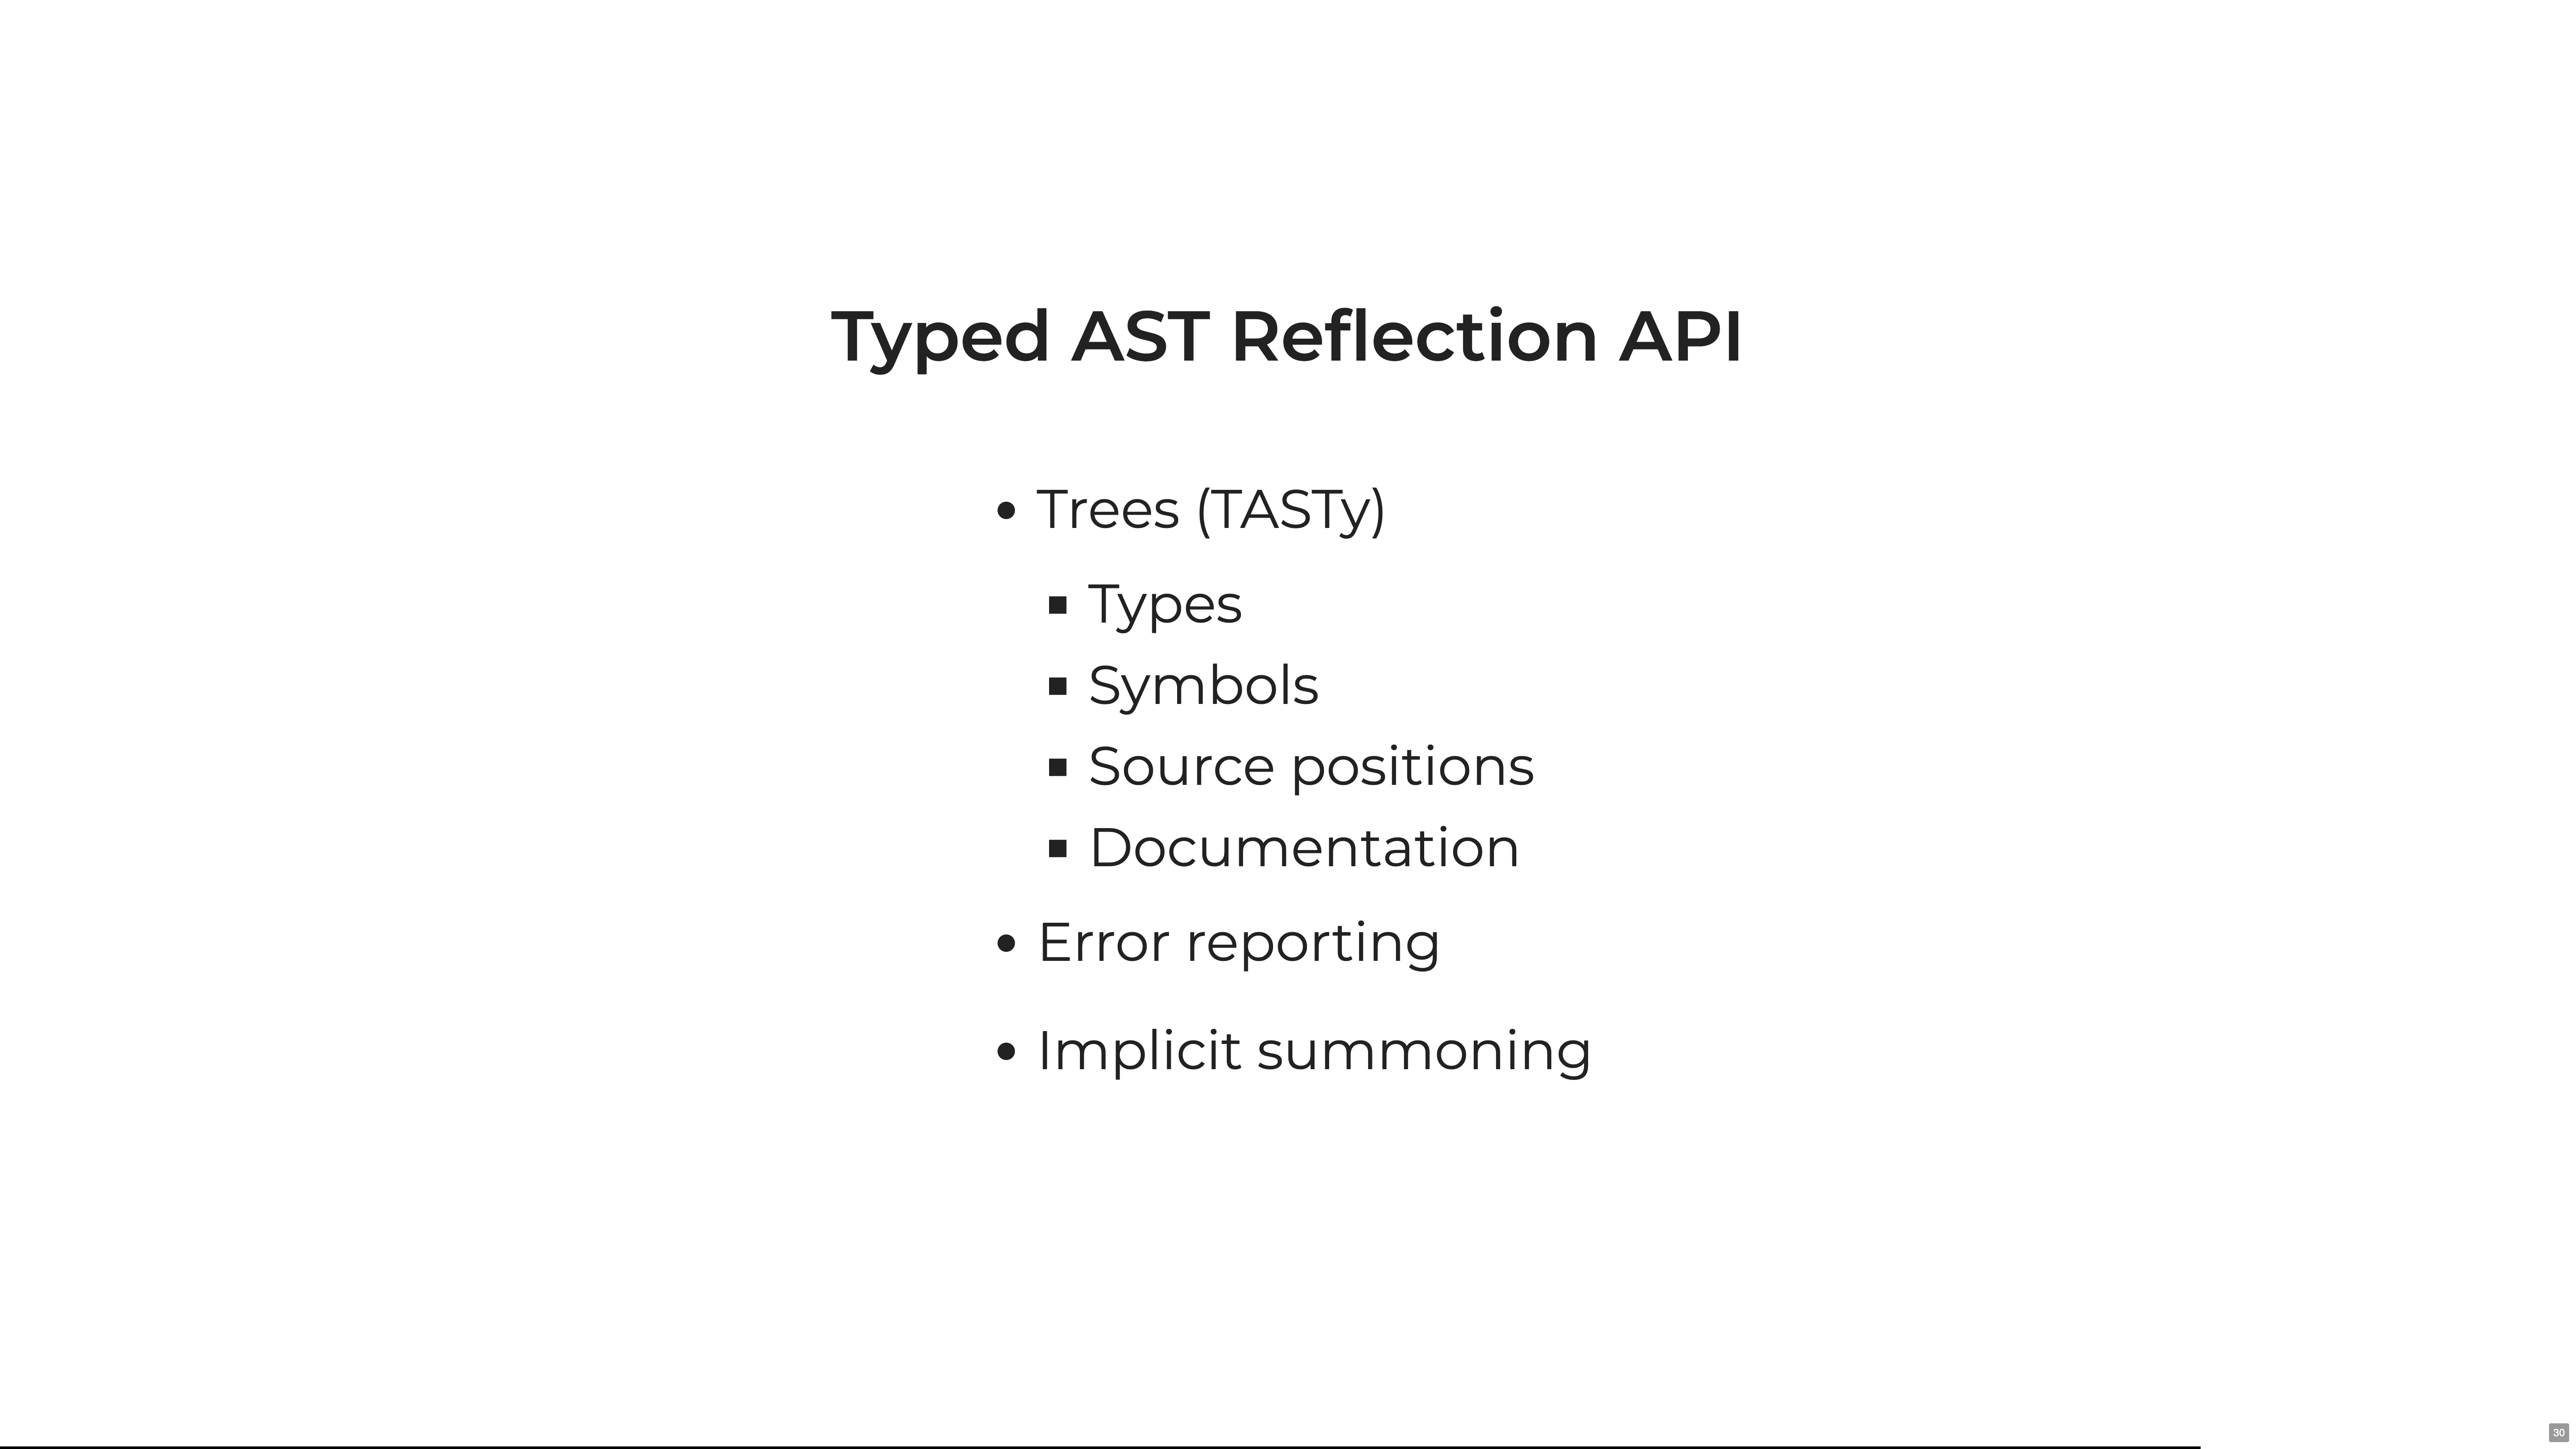 Typed AST Reflection API
Trees (TASTy)
Types
Symbols
Source positions
Documentation
Error reporting
Implicit summoning
30